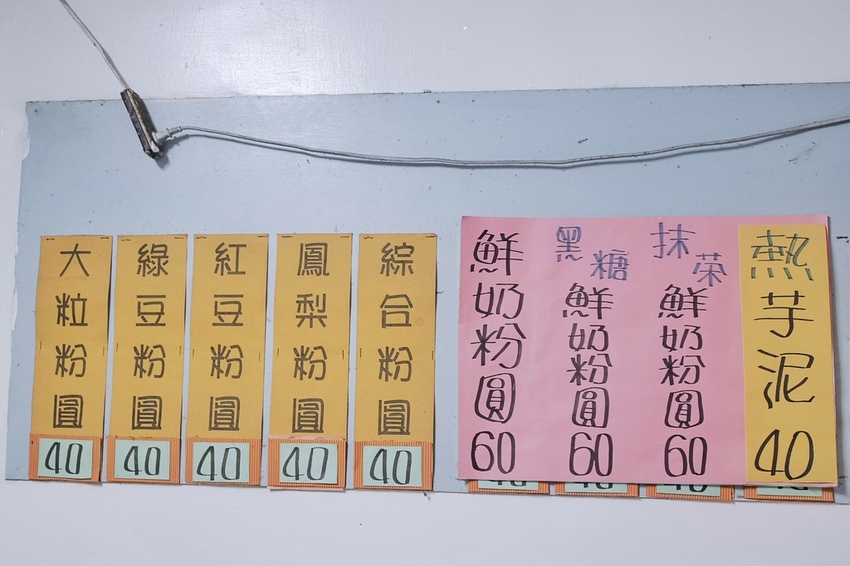 大粒粉圓 40
綠豆粉圓 40
紅豆粉圓 40
鳳梨粉圓 40
綜合粉圓 40
鮮奶粉圓 60
黑糖鮮奶粉圓 60
抹荣鮮奶粉圓 60
熱芋泥 40